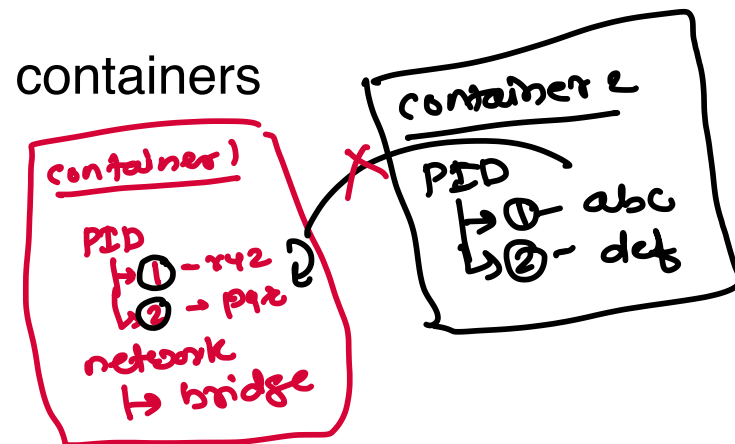 containers
container 1
PID
↳ 1 - xyz
↳ 2 → pqr
network
↳ bridge
container 2
PID
↳ 1 - abc
↳ 2 - def